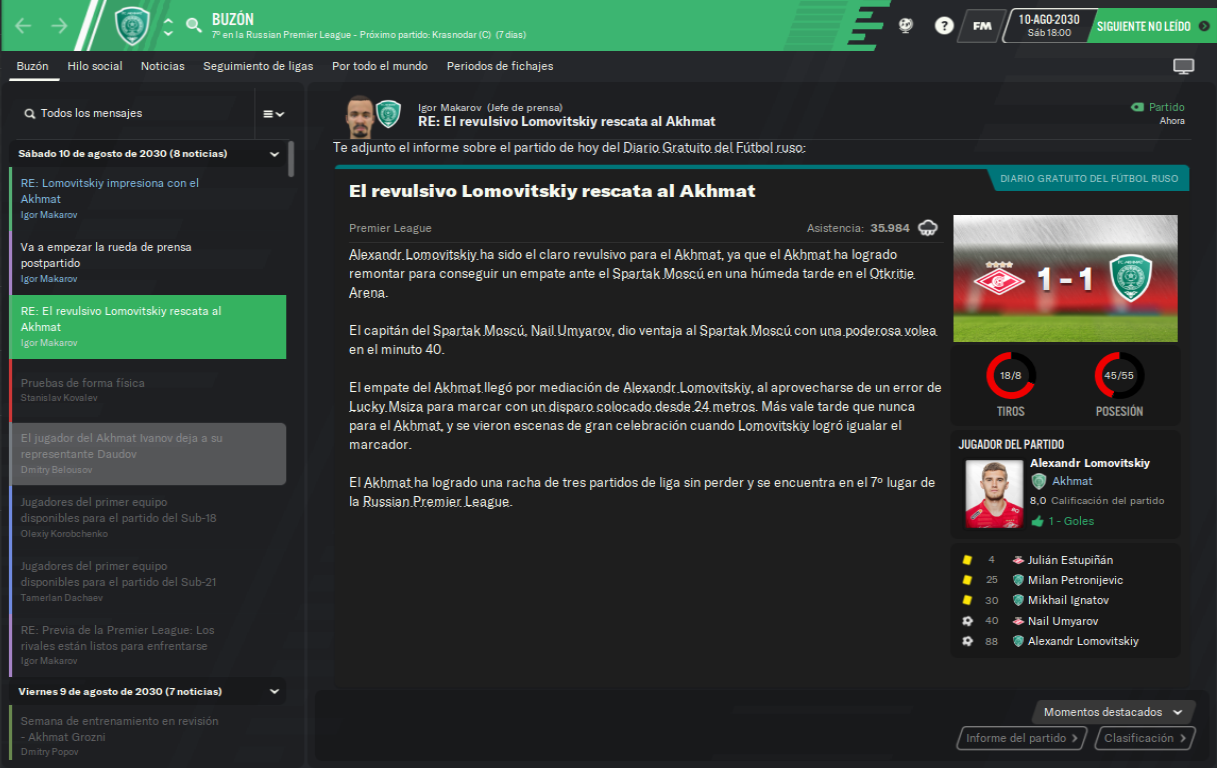 BUZÓN
7º en la Russian Premier League - Próximo partido: Krasnodar (C) (7 días)
?
FM
10-AGO-2030
Sáb 18:00
SIGUIENTE NO LEÍDO
Buzón Hilo social Noticias Seguimiento de ligas Por todo el mundo Periodos de fichajes
Todos los mensajes
Sábado 10 de agosto de 2030 (8 noticias)
RE: Lomovitskiy impresiona con el
Akhmat
Igor Makarov
Va a empezar la rueda de prensa
postpartido
Igor Makarov
RE: El revulsivo Lomovitskiy rescata al
Akhmat
Igor Makarov
Pruebas de forma física
Stanislav Kovalev
El jugador del Akhmat Ivanov deja a su
representante Daudov
Dmitry Belousov
Jugadores del primer equipo
disponibles para el partido del Sub-18
Olexiy Korobchenko
Jugadores del primer equipo
disponibles para el partido del Sub-21
Tamerlan Dachaev
RE: Previa de la Premier League: Los
rivales están listos para enfrentarse
Igor Makarov
Viernes 9 de agosto de 2030 (7 noticias)
Semana de entrenamiento en revisión
- Akhmat Grozni
Dmitry Popov
Igor Makarov (Jefe de prensa)
RE: El revulsivo Lomovitskiy rescata al Akhmat
Partido
Ahora
Te adjunto el informe sobre el partido de hoy del Diario Gratuito del Fútbol ruso:
DIARIO GRATUITO DEL FÚTBOL RUSO
El revulsivo Lomovitskiy rescata al Akhmat
Premier League
Asistencia: 35.984
Alexandr Lomovitskiy ha sido el claro revulsivo para el Akhmat, ya que el Akhmat ha logrado
remontar para conseguir un empate ante el Spartak Moscú en una húmeda tarde en el Otkritie
Arena.
El capitán del Spartak Moscú, Nail Umyarov, dio ventaja al Spartak Moscú con una poderosa volea
en el minuto 40.
El empate del Akhmat llegó por mediación de Alexandr Lomovitskiy, al aprovecharse de un error de
Lucky Msiza para marcar con un disparo colocado desde 24 metros. Más vale tarde que nunca
para el Akhmat, y se vieron escenas de gran celebración cuando Lomovitskiy logró igualar el
marcador.
El Akhmat ha logrado una racha de tres partidos de liga sin perder y se encuentra en el 7º lugar de
la Russian Premier League.
1 - 1
18/8
TIROS
45/55
POSESIÓN
JUGADOR DEL PARTIDO
Alexandr Lomovitskiy
Akhmat
8,0 Calificación del partido
1 - Goles
4 Julián Estupiñán
25 Milan Petronijevic
30 Mikhail Ignatov
40 Nail Umyarov
88 Alexandr Lomovitskiy
Momentos destacados
Informe del partido
Clasificación